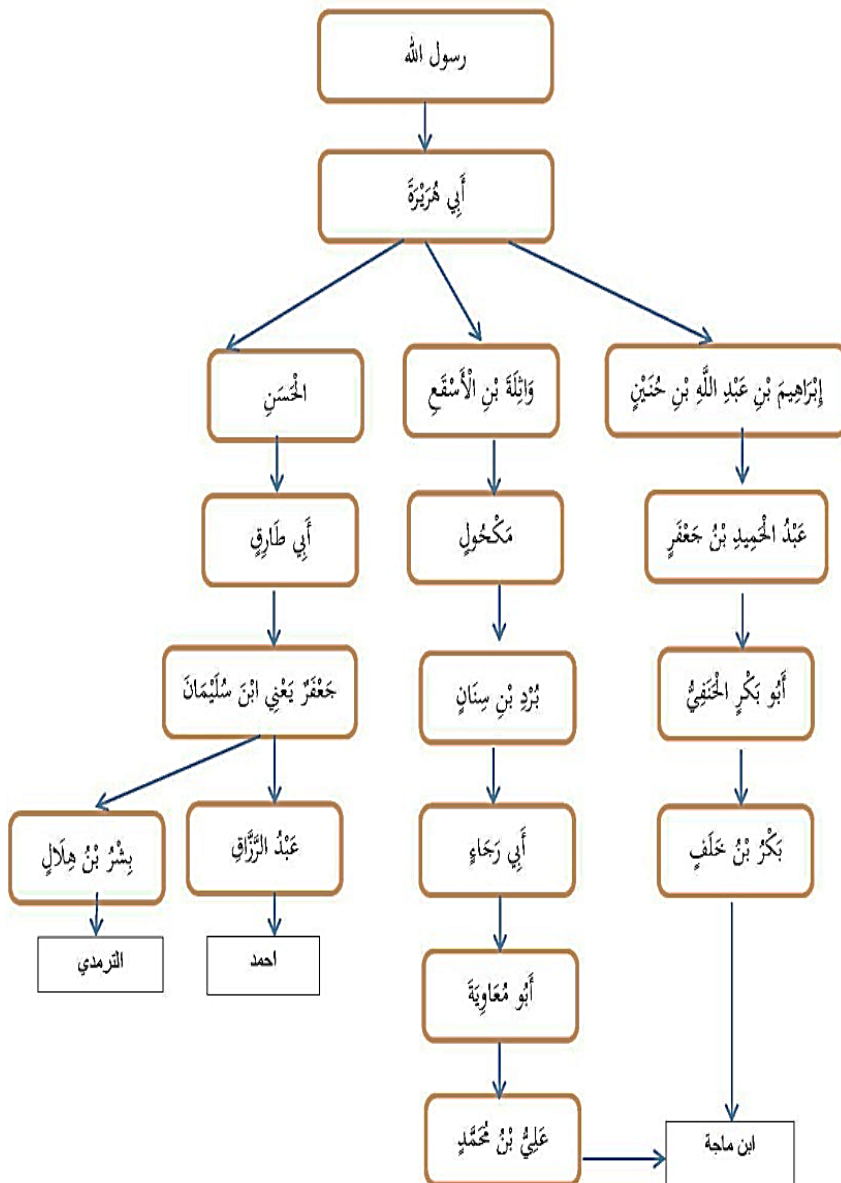 رسول الله
أَبِي هُرَيْرَةَ
إِبْرَاهِيمَ بْنِ عَبْدِ اللَّهِ بْنِ حُنَيْنٍ
وَاثِلَةَ بْنِ الْأَسْقَعِ
الْحَسَنِ
عَبْدُ الْحَمِيدِ بْنُ جَعْفَرٍ
مَكْحُولٍ
أَبِي طَارِقٍ
أَبُو بَكْرٍ الْحَنَفِيُّ
بُرْدِ بْنِ سِنَانٍ
جَعْفَرٌ يَعْنِي ابْنَ سُلَيْمَانَ
بَكْرُ بْنُ خَلَفٍ
أَبِي رَجَاءٍ
عَبْدُ الرَّزَّاقِ
بِشْرُ بْنُ هِلَالٍ
احمد
الترمدي
أَبُو مُعَاوِيَةَ
عَلِيُّ بْنُ مُحَمَّدٍ
ابن ماجة